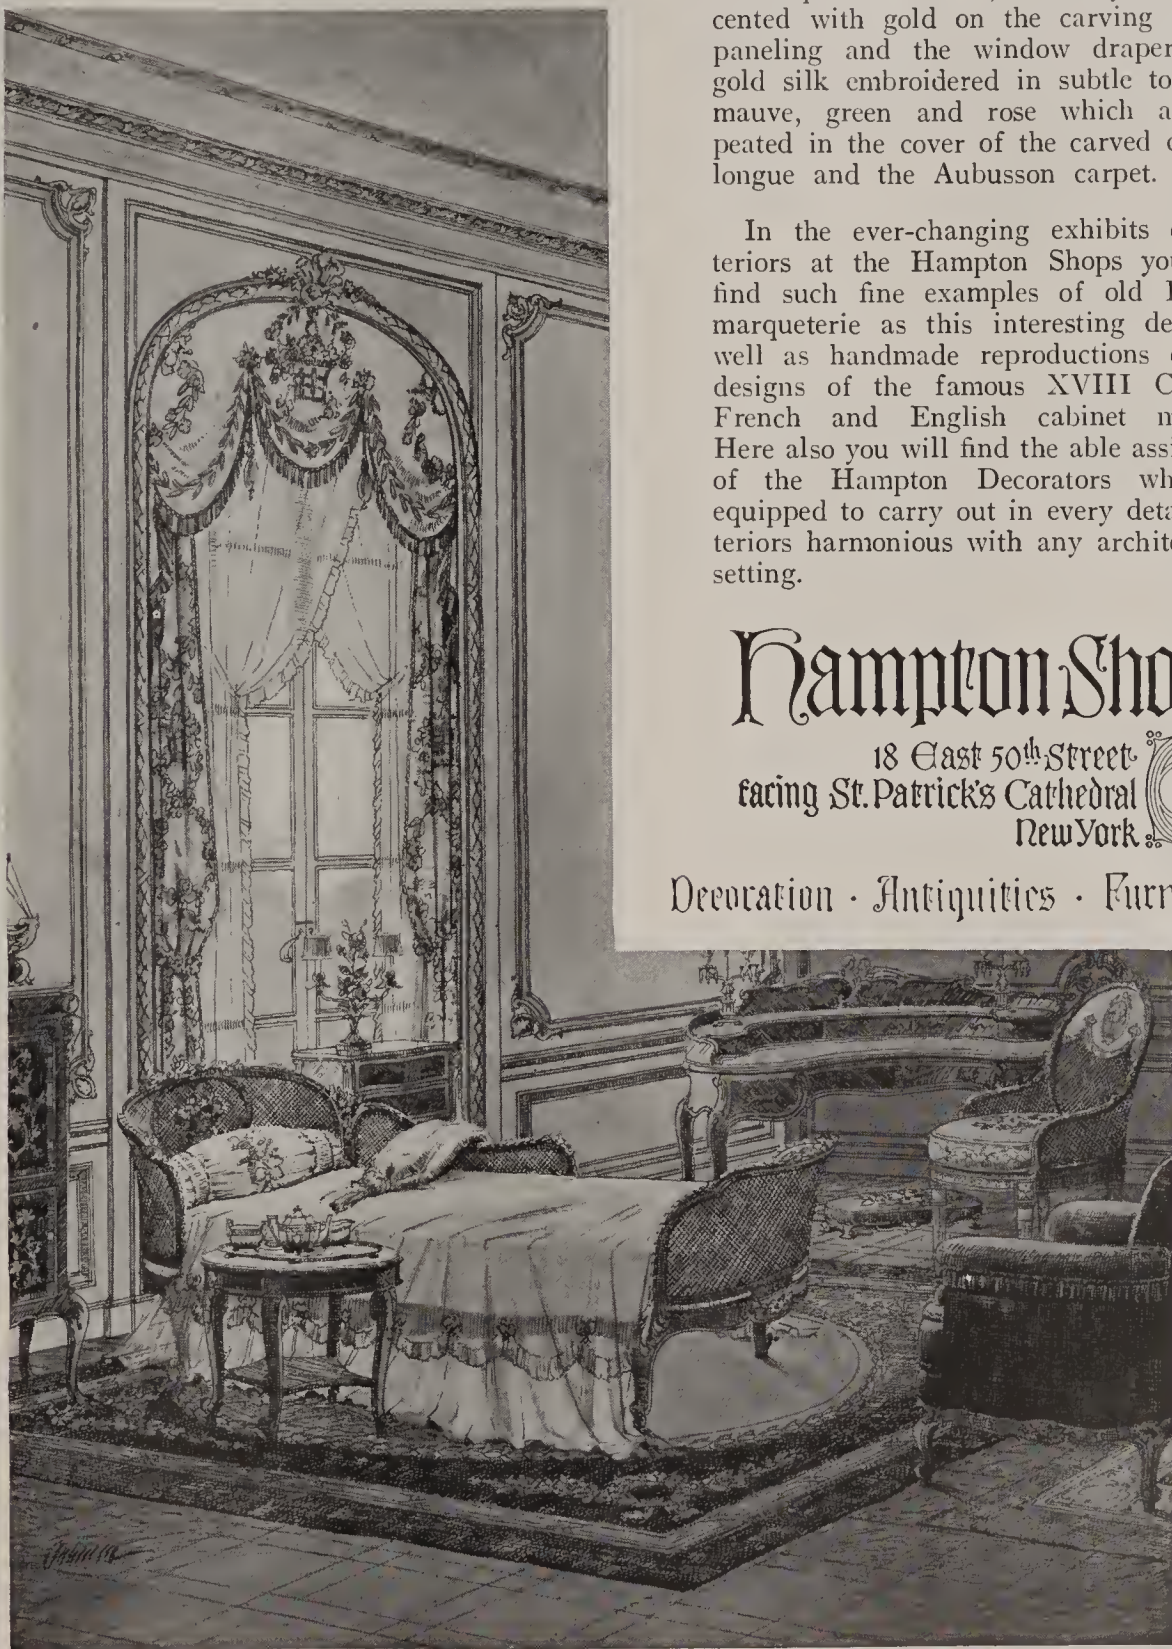 cented with gold on the carving
paneling and the window draper
gold silk embroidered in subtle to
mauve, green and rose which a
peated in the cover of the carved
longue and the Aubusson carpet.
In the ever-changing exhibits
teriors at the Hampton Shops you
find such fine examples of old
marqueterie as this interesting de
well as handmade reproductions
designs of the famous XVIII C
French and English cabinet m
Here also you will find the able assi
of the Hampton Decorators wh
equipped to carry out in every deta
teriors harmonious with any archite
setting.
Hampton Sho
18 East 50th Street
facing St. Patrick's Cathedral
New York
Decoration · Antiquities · Furn